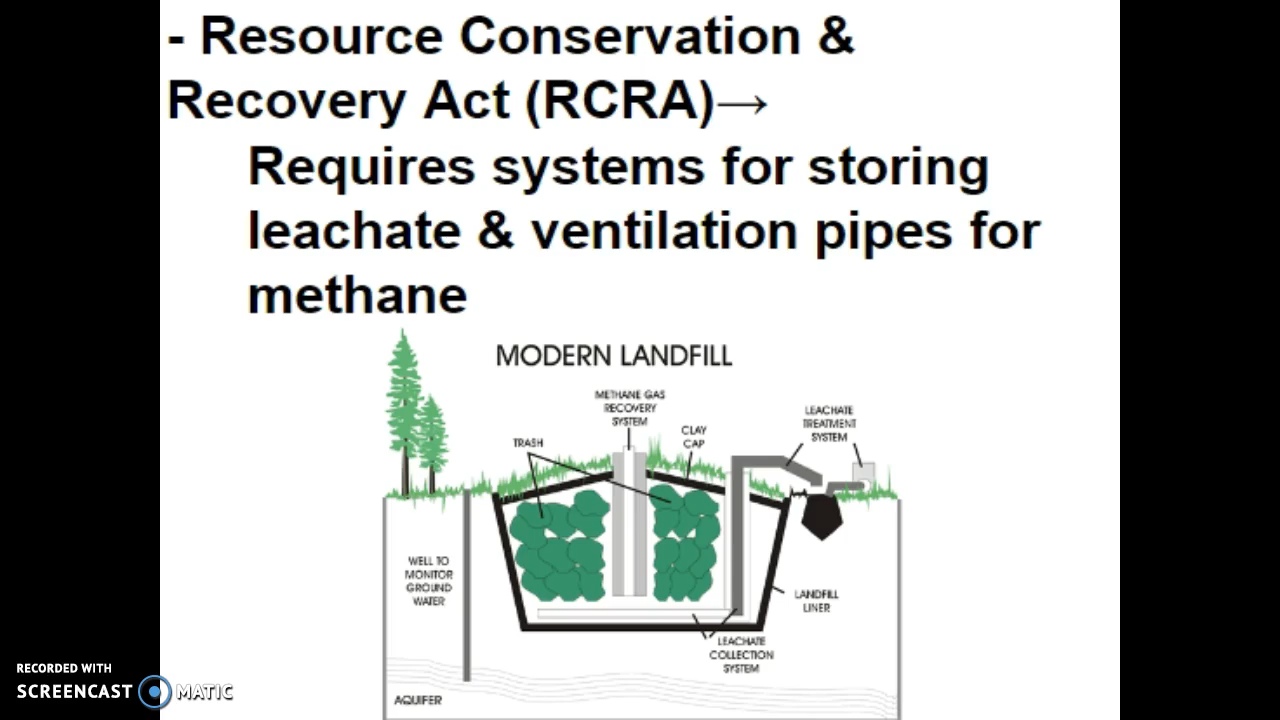 - Resource Conservation &
Recovery Act (RCRA)→
Requires systems for storing
leachate & ventilation pipes for
methane
MODERN LANDFILL
METHANE GAS
RECOVERY
SYSTEM
LEACHATE
TREATMENT
SYSTEM
CLAY
CAP
TRASH
WELL TO
MONITOR
GROUND
WATER
LANDFILL
LINER
LEACHATE
COLLECTION
SYSTEM
AQUIFER
RECORDED WITH
SCREENCAST MATIC